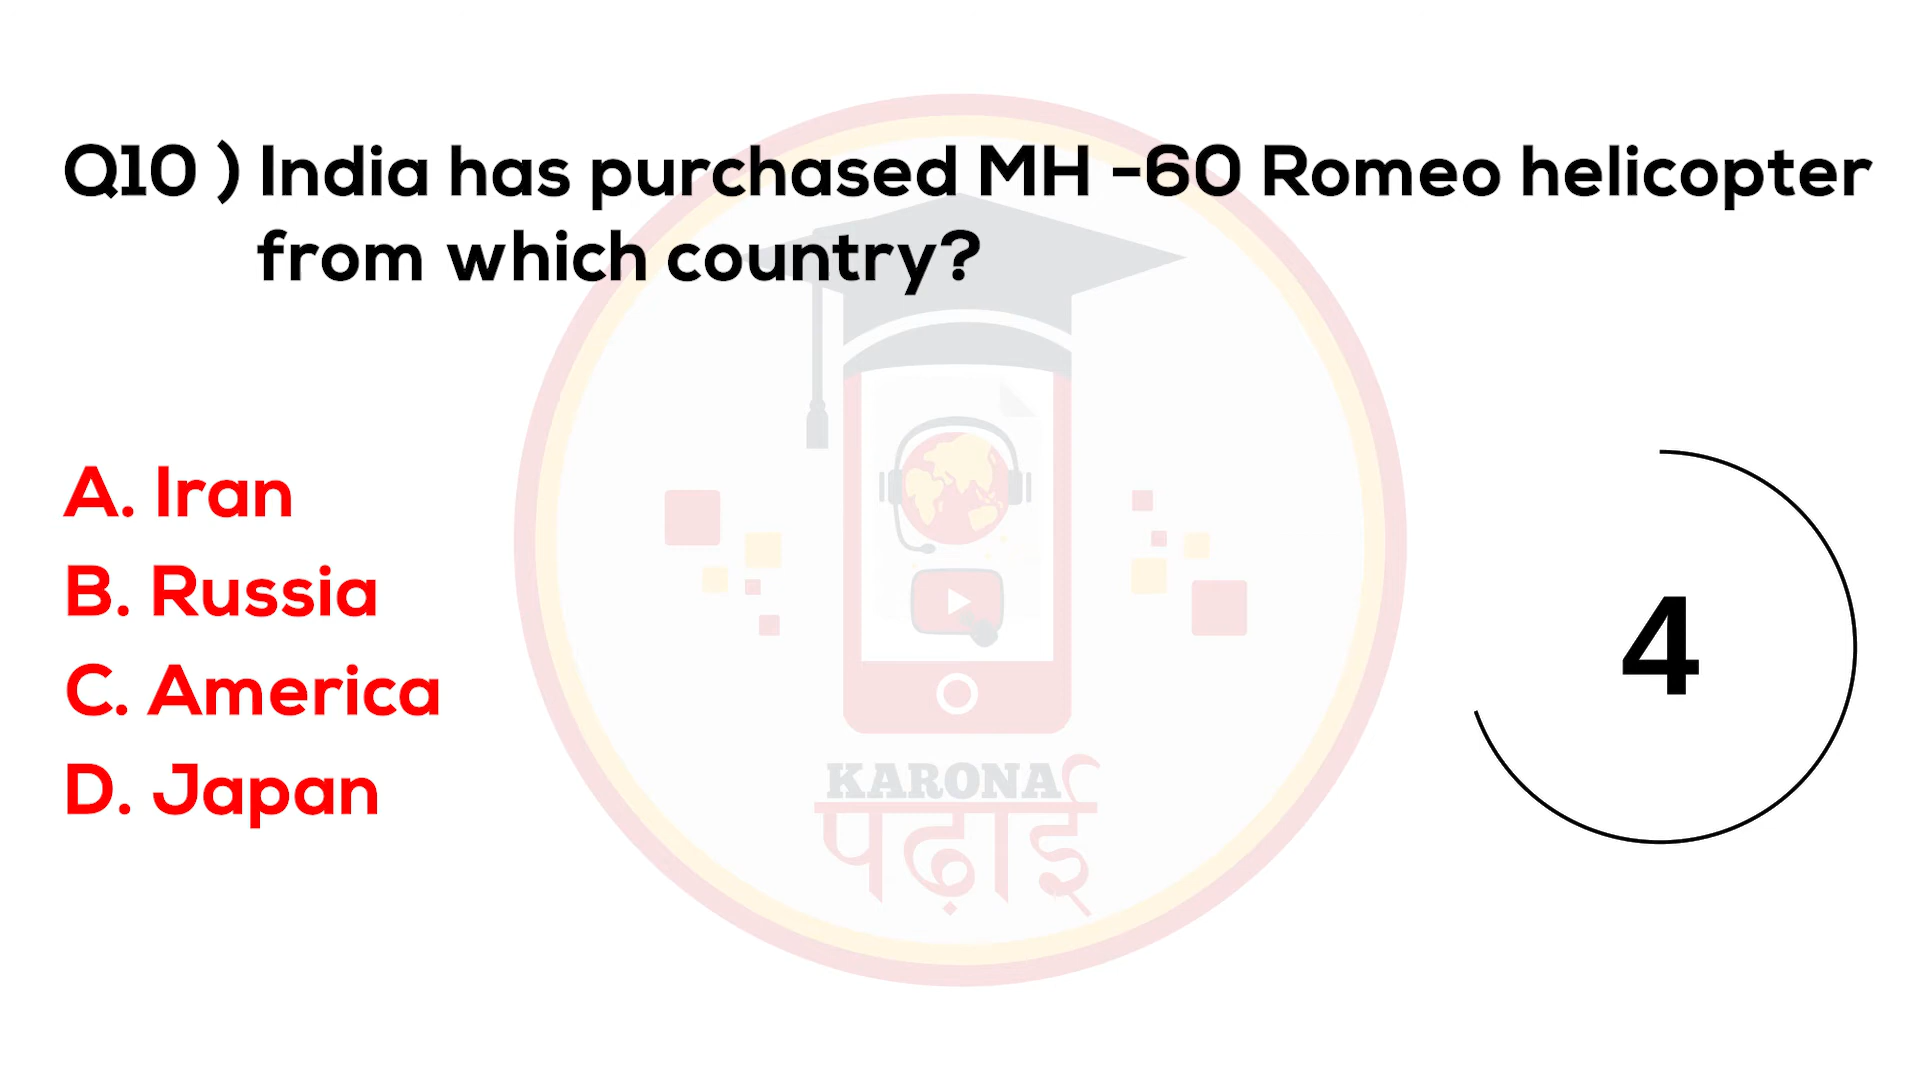 Q10 ) India has purchased MH -60 Romeo helicopter
from which country?
A. Iran
B. Russia
C. America
D. Japan
4
KARONA
पढ़ाई